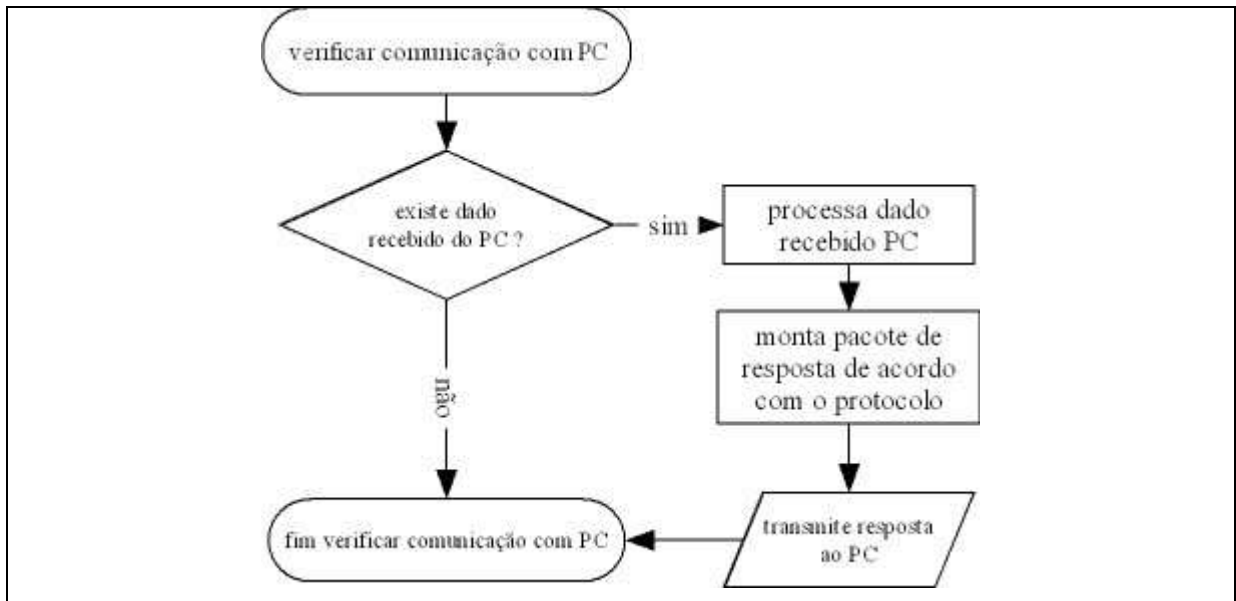 verificar comunicação com PC
existe dado
recebido do PC ?
sim
processa dado
recebido PC
monta pacote de
resposta de acordo
com o protocolo
não
transmite resposta
ao PC
fim verificar comunicação com PC